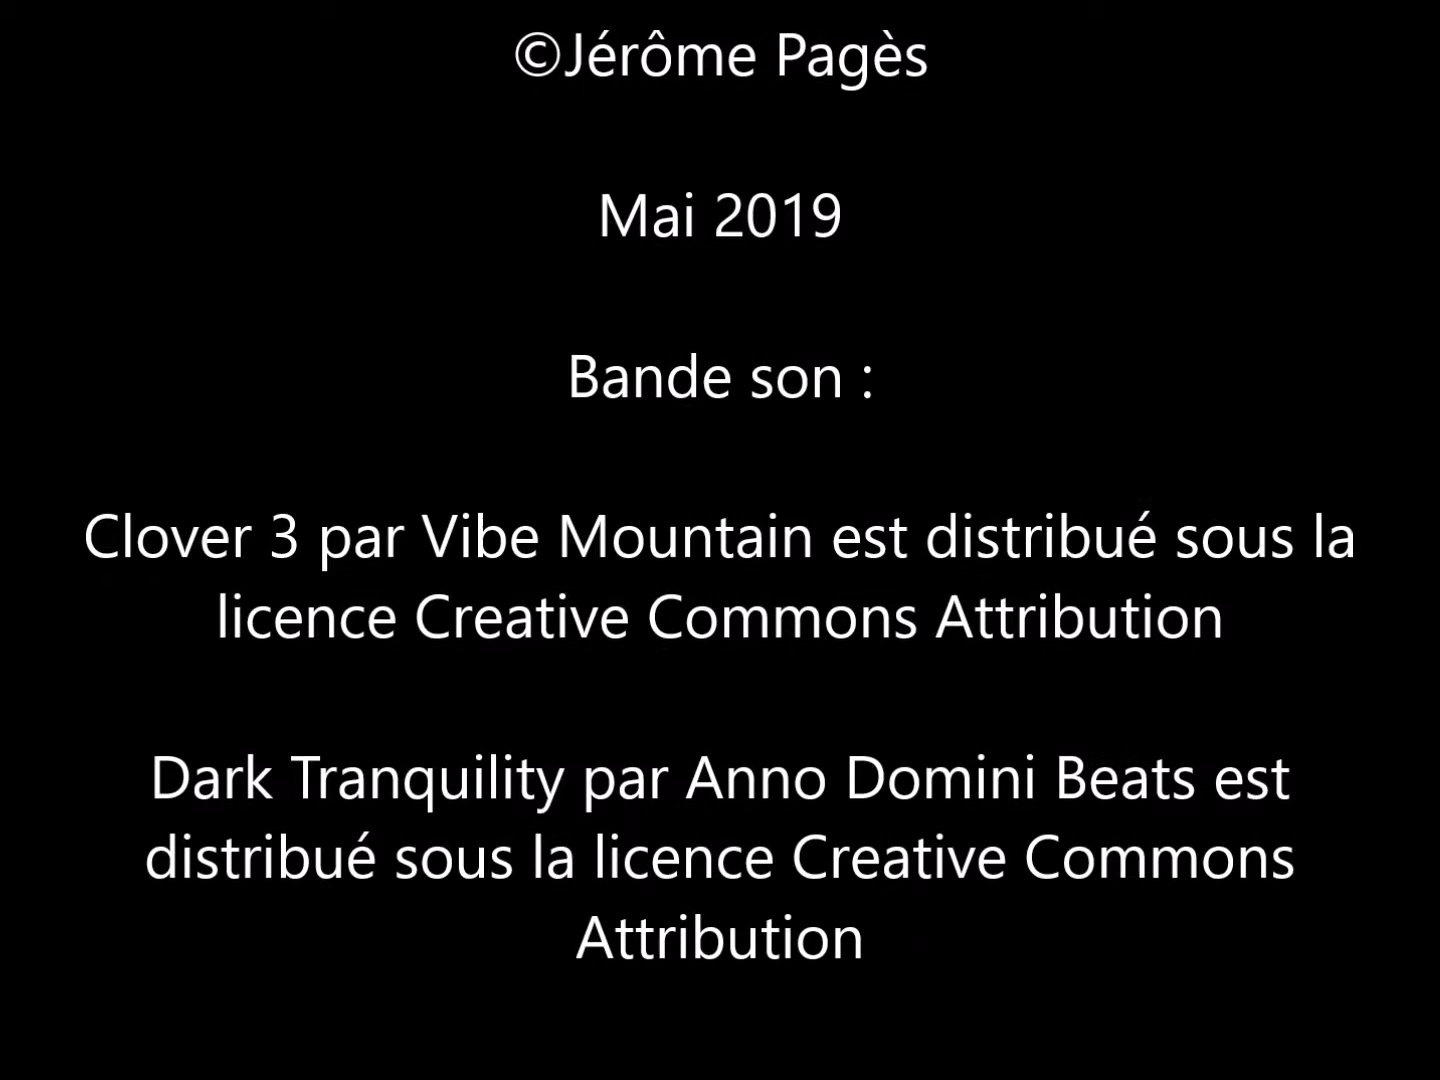 ©Jérôme Pagès
Mai 2019
Bande son :
Clover 3 par Vibe Mountain est distribué sous la
licence Creative Commons Attribution
Dark Tranquility par Anno Domini Beats est
distribué sous la licence Creative Commons
Attribution